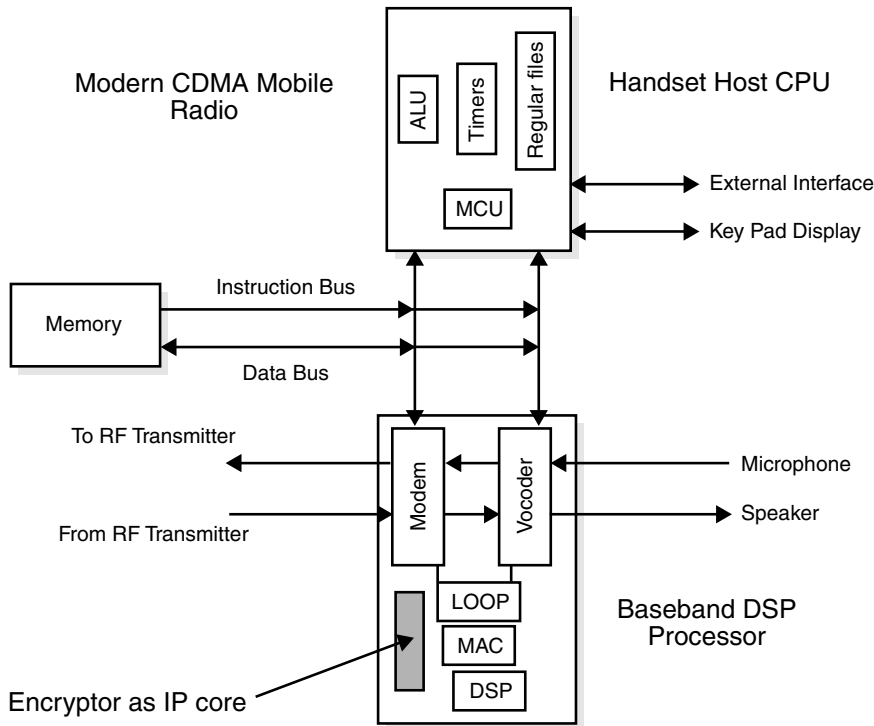 Modern CDMA Mobile
Radio
ALU
Timers
Regular files
MCU
Handset Host CPU
External Interface
Key Pad Display
Instruction Bus
Memory
Data Bus
To RF Transmitter
From RF Transmitter
Modem
Vocoder
Microphone
Speaker
LOOP
MAC
DSP
Baseband DSP
Processor
Encryptor as IP core